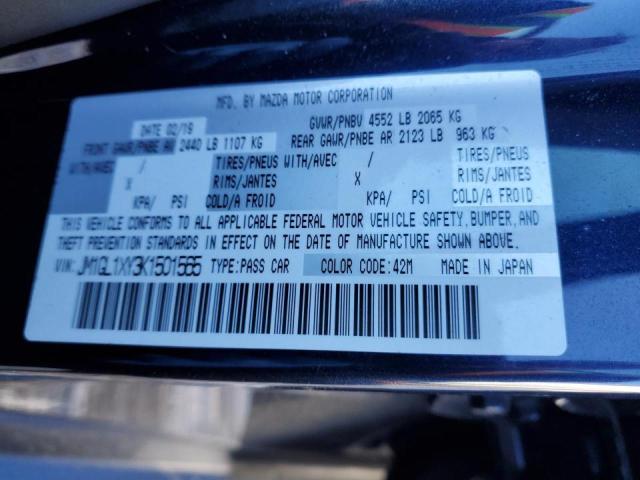 MFD. BY MAZDA MOTOR CORPORATION
DATE 02/19 GVWR/PNBV 4552 LB 2065 KG
FRONT GAWR/PNBE AV 2440 LB 1107 KG REAR GAWR/PNBE AR 2123 LB 963 KG
WITH/AVEC / TIRES/PNEUS WITH/AVEC / TIRES/PNEUS
X RIMS/JANTES X RIMS/JANTES
KPA/ PSI COLD/A FROID KPA/ PSI COLD/A FROID
THIS VEHICLE CONFORMS TO ALL APPLICABLE FEDERAL MOTOR VEHICLE SAFETY, BUMPER, AND
THEFT PREVENTION STANDARDS IN EFFECT ON THE DATE OF MANUFACTURE SHOWN ABOVE.
VIN: JM1GL1XY3K1501565 TYPE: PASS CAR COLOR CODE: 42M MADE IN JAPAN